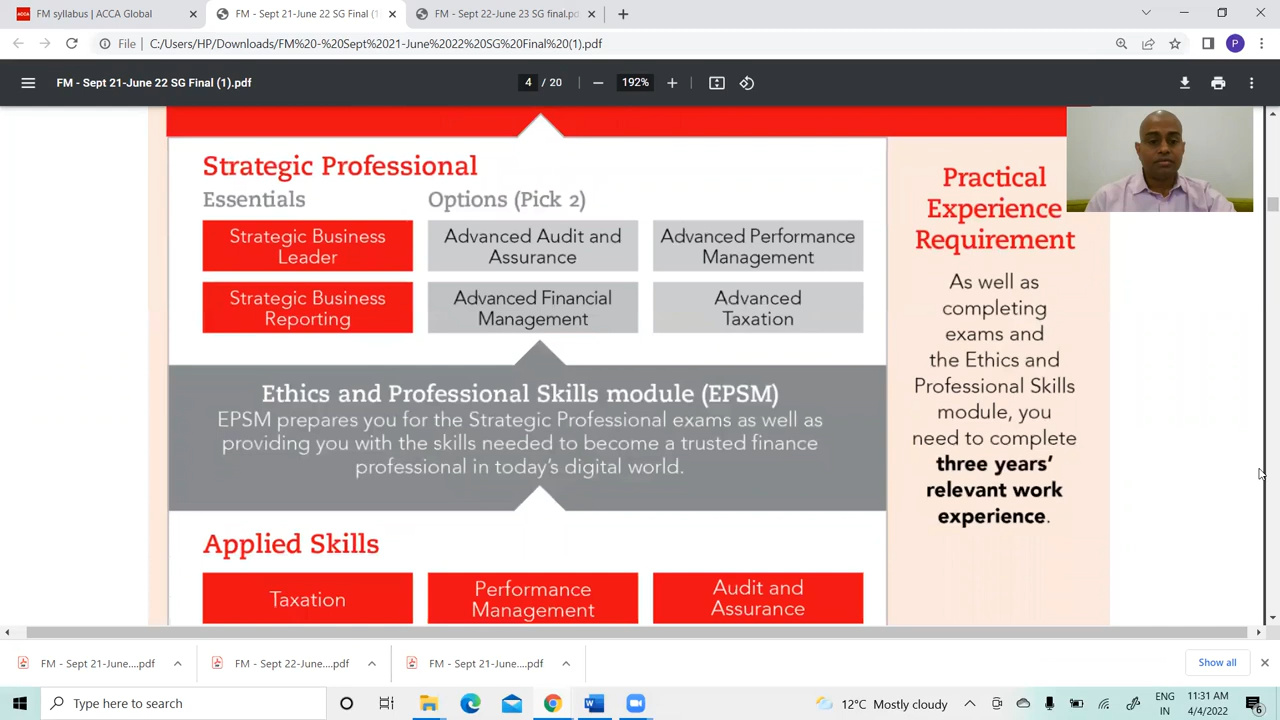 FM syllabus | ACCA Global
FM - Sept 21-June 22 SG Final (1)
FM - Sept 22-June 23 SG final.pd
File
C:/Users/HP/Downloads/FM%20-%20Sept%2021-June%2022%20SG%20Final%20(1).pdf
P
FM - Sept 21-June 22 SG Final (1).pdf
4 / 20
192%
Strategic Professional
Essentials
Options (Pick 2)
Strategic Business
Leader
Advanced Audit and
Assurance
Advanced Performance
Management
Strategic Business
Reporting
Advanced Financial
Management
Advanced
Taxation
Ethics and Professional Skills module (EPSM)
EPSM prepares you for the Strategic Professional exams as well as
providing you with the skills needed to become a trusted finance
professional in today's digital world.
Applied Skills
Taxation
Performance
Management
Audit and
Assurance
Practical
Experience
Requirement
As well as
completing
exams and
the Ethics and
Professional Skills
module, you
need to complete
three years'
relevant work
experience.
FM - Sept 21-June....pdf
FM - Sept 22-June....pdf
FM - Sept 21-June....pdf
Show all
Type here to search
12°C Mostly cloudy
ENG
IN
11:31 AM
4/4/2022
6